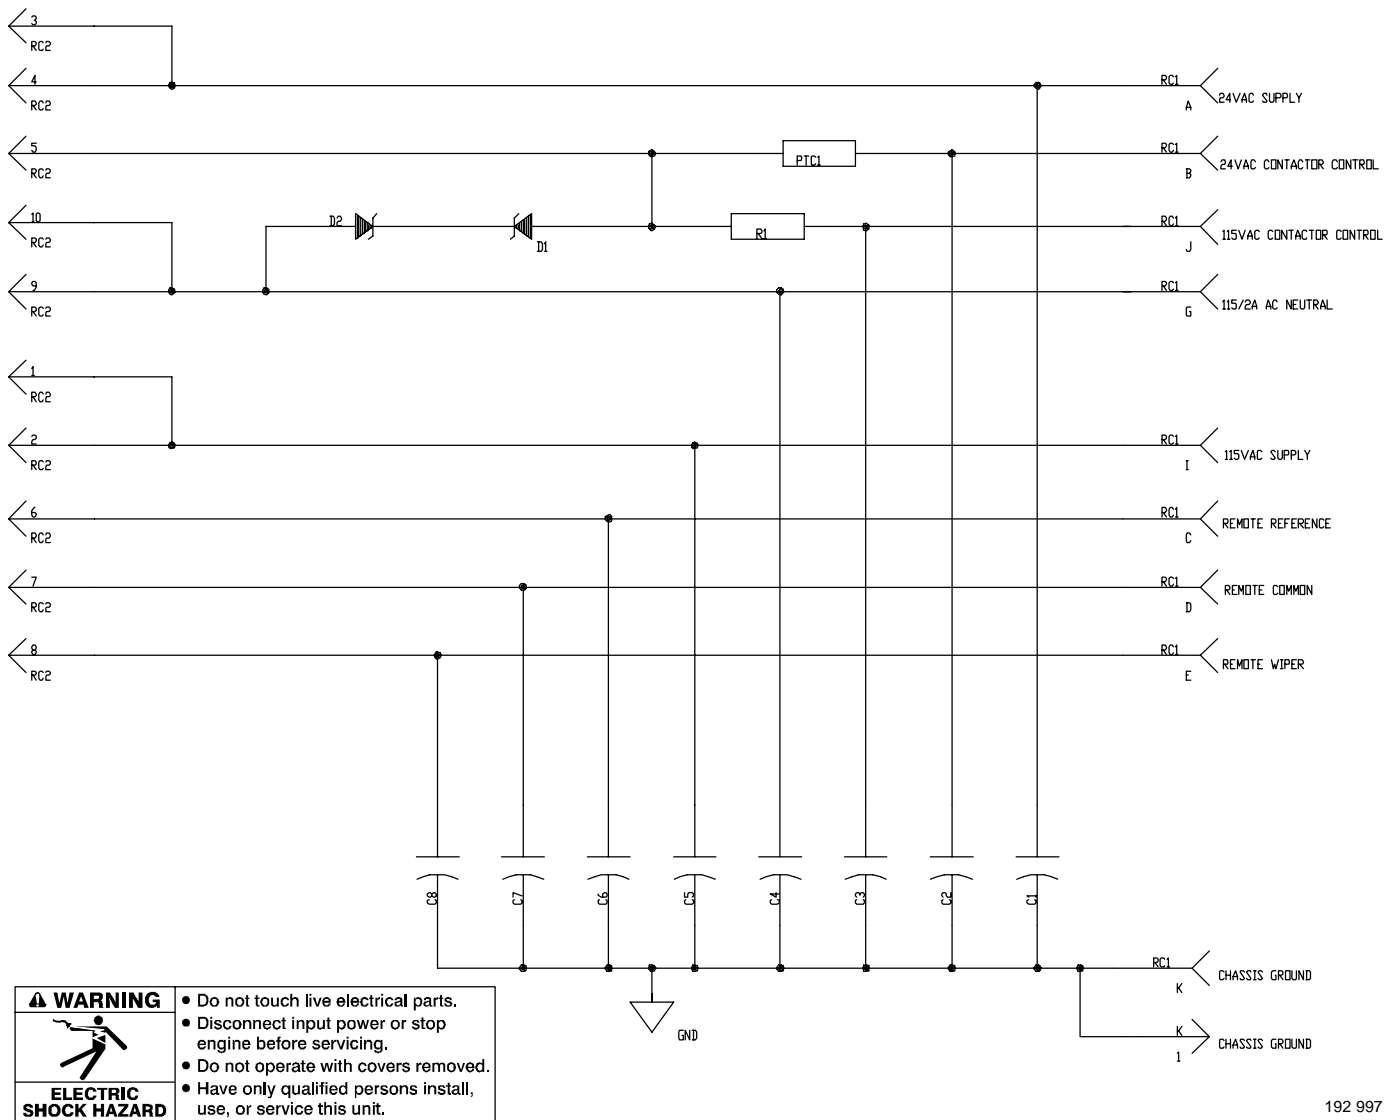 3
RC2
4
RC2
RC1
A
24VAC SUPPLY
5
RC2
PTC1
RC1
B
24VAC CONTACTOR CONTROL
10
RC2
D2
D1
R1
RC1
J
115VAC CONTACTOR CONTROL
9
RC2
RC1
G
115/2A AC NEUTRAL
1
RC2
2
RC2
RC1
I
115VAC SUPPLY
6
RC2
RC1
C
REMOTE REFERENCE
7
RC2
RC1
D
REMOTE COMMON
8
RC2
RC1
E
REMOTE WIPER
C8
C7
C6
C5
C4
C3
C2
C1
RC1
K
CHASSIS GROUND
GND
K
1
CHASSIS GROUND
WARNING
ELECTRIC
SHOCK HAZARD
• Do not touch live electrical parts.
• Disconnect input power or stop
engine before servicing.
• Do not operate with covers removed.
• Have only qualified persons install,
use, or service this unit.
192 997